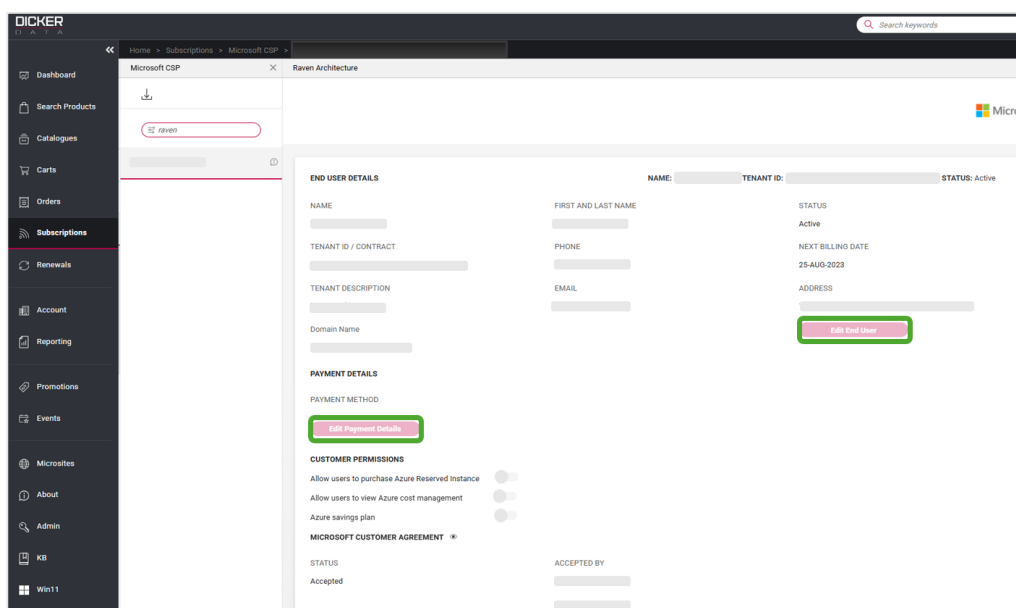 DICKER
DATA
Search keywords
Home > Subscriptions > Microsoft CSP >
Microsoft CSP
Raven Architecture
Dashboard
Search Products
Catalogues
Carts
Orders
Subscriptions
Renewals
Account
Reporting
Promotions
Events
Microsites
About
Admin
KB
Win11
raven
Micro
END USER DETAILS
NAME:
TENANT ID:
STATUS: Active
NAME
FIRST AND LAST NAME
STATUS
Active
TENANT ID / CONTRACT
PHONE
NEXT BILLING DATE
25-AUG-2023
TENANT DESCRIPTION
EMAIL
ADDRESS
Domain Name
Edit End User
PAYMENT DETAILS
PAYMENT METHOD
Edit Payment Details
CUSTOMER PERMISSIONS
Allow users to purchase Azure Reserved Instance
Allow users to view Azure cost management
Azure savings plan
MICROSOFT CUSTOMER AGREEMENT
STATUS
ACCEPTED BY
Accepted